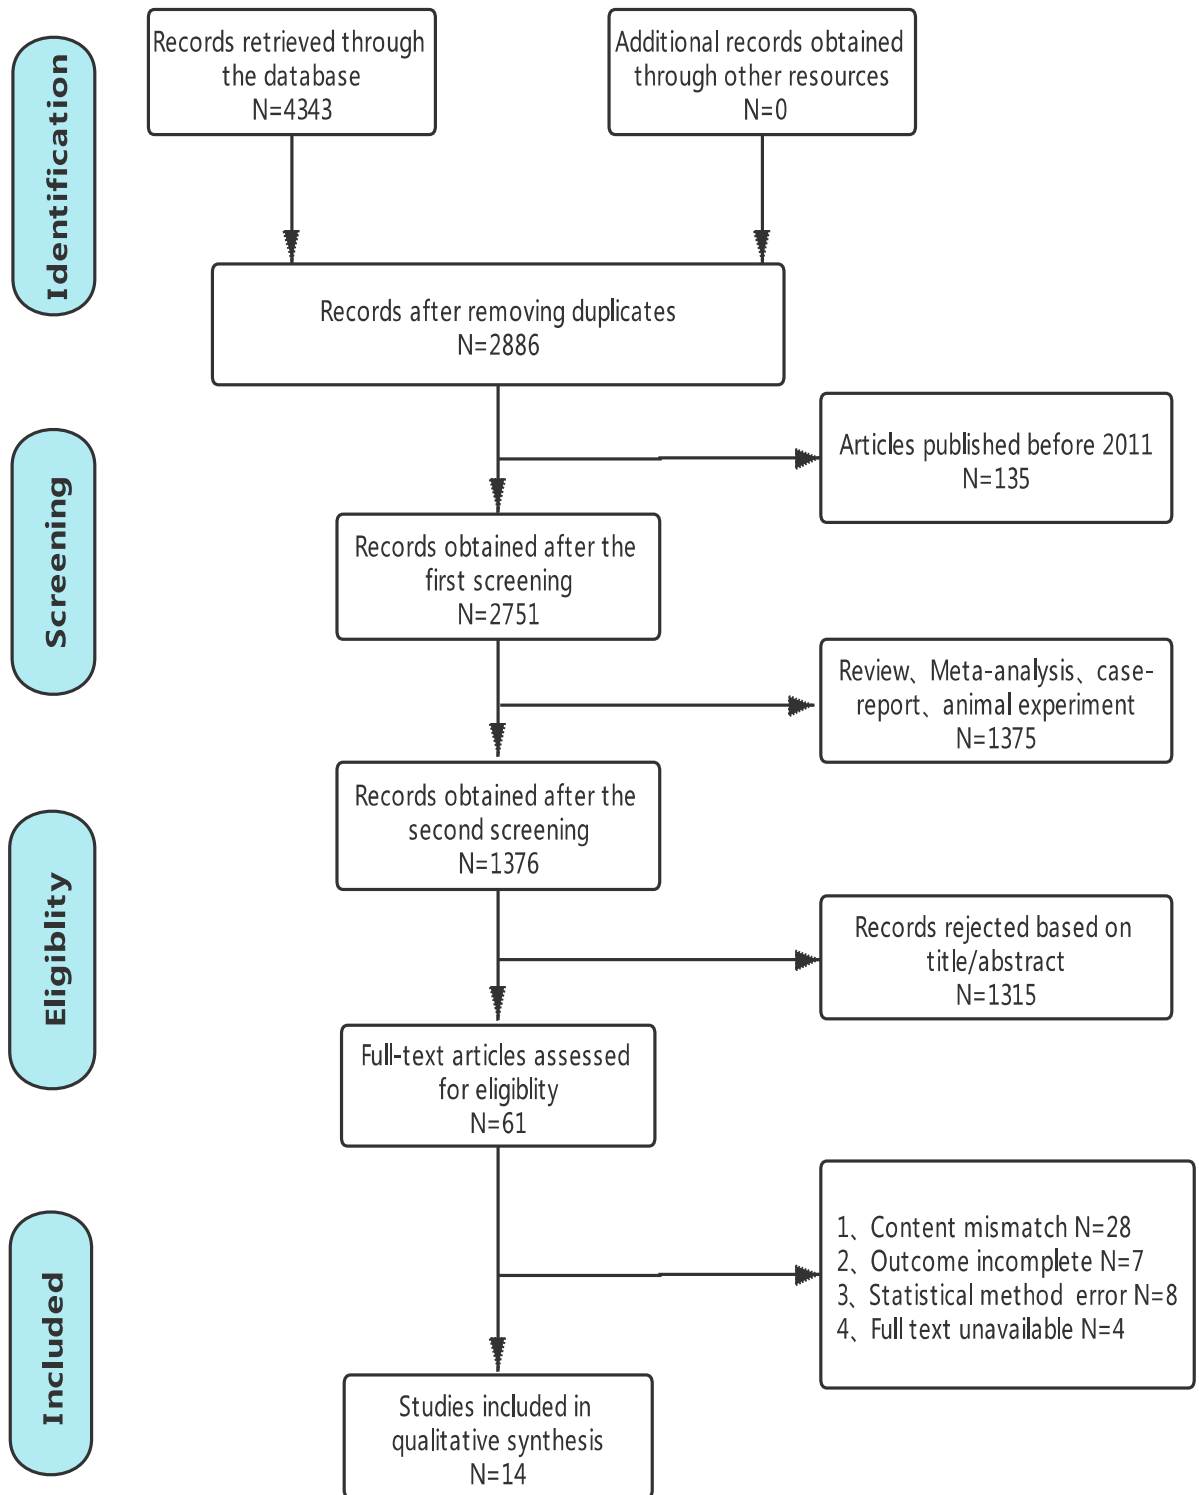 Identification
Records retrieved through
the database
N=4343
Additional records obtained
through other resources
N=0
Records after removing duplicates
N=2886
Screening
Articles published before 2011
N=135
Records obtained after the
first screening
N=2751
Review、Meta-analysis、case-
report、animal experiment
N=1375
Eligiblity
Records obtained after the
second screening
N=1376
Records rejected based on
title/abstract
N=1315
Full-text articles assessed
for eligiblity
N=61
Included
1、Content mismatch N=28
2、Outcome incomplete N=7
3、Statistical method error N=8
4、Full text unavailable N=4
Studies included in
qualitative synthesis
N=14